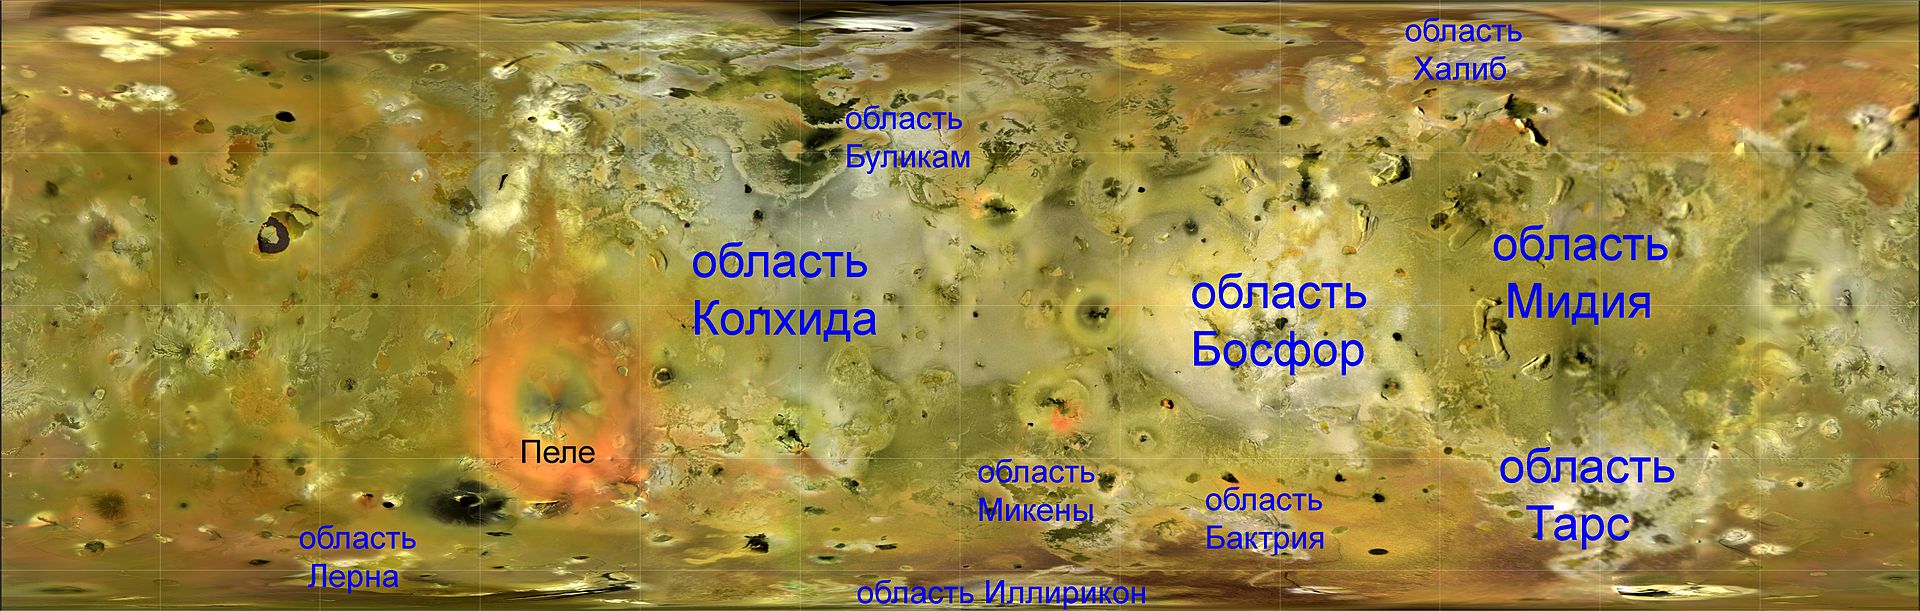 область
Халиб
область
Буликам
область
Колхида
область
Мидия
область
Босфор
Пеле
область
Микены
область
Бактрия
область
Тарс
область
Лерна
область Иллирикон